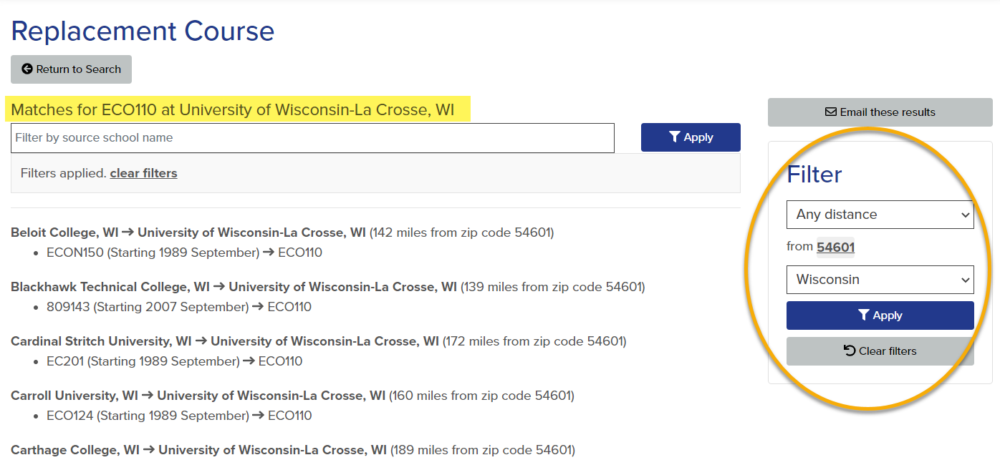 Replacement Course
Return to Search
Matches for ECO110 at University of Wisconsin-La Crosse, WI
Filter by source school name
Apply
Filters applied. clear filters
Beloit College, WI → University of Wisconsin-La Crosse, WI (142 miles from zip code 54601)
• ECON150 (Starting 1989 September) → ECO110
Blackhawk Technical College, WI → University of Wisconsin-La Crosse, WI (139 miles from zip code 54601)
• 809143 (Starting 2007 September) → ECO110
Cardinal Stritch University, WI → University of Wisconsin-La Crosse, WI (172 miles from zip code 54601)
• EC201 (Starting 1989 September) → ECO110
Carroll University, WI → University of Wisconsin-La Crosse, WI (160 miles from zip code 54601)
• ECO124 (Starting 1989 September) → ECO110
Carthage College, WI → University of Wisconsin-La Crosse, WI (189 miles from zip code 54601)
Email these results
Filter
Any distance
from 54601
Wisconsin
Apply
Clear filters